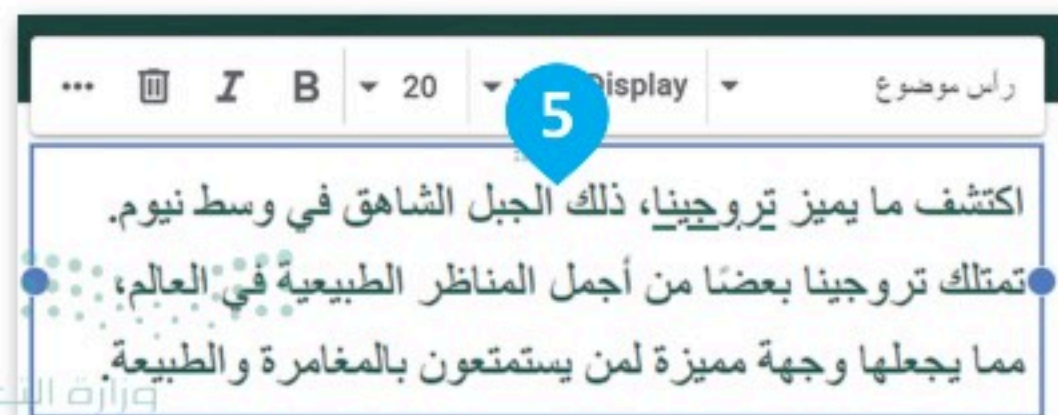 رأس موضوع Display 20 B I
5
اكتشف ما يميز تروجينا، ذلك الجبل الشاهق في وسط نيوم.
تمتلك تروجينا بعضًا من أجمل المناظر الطبيعية في العالم،
مما يجعلها وجهة مميزة لمن يستمتعون بالمغامرة والطبيعة.
وزارة